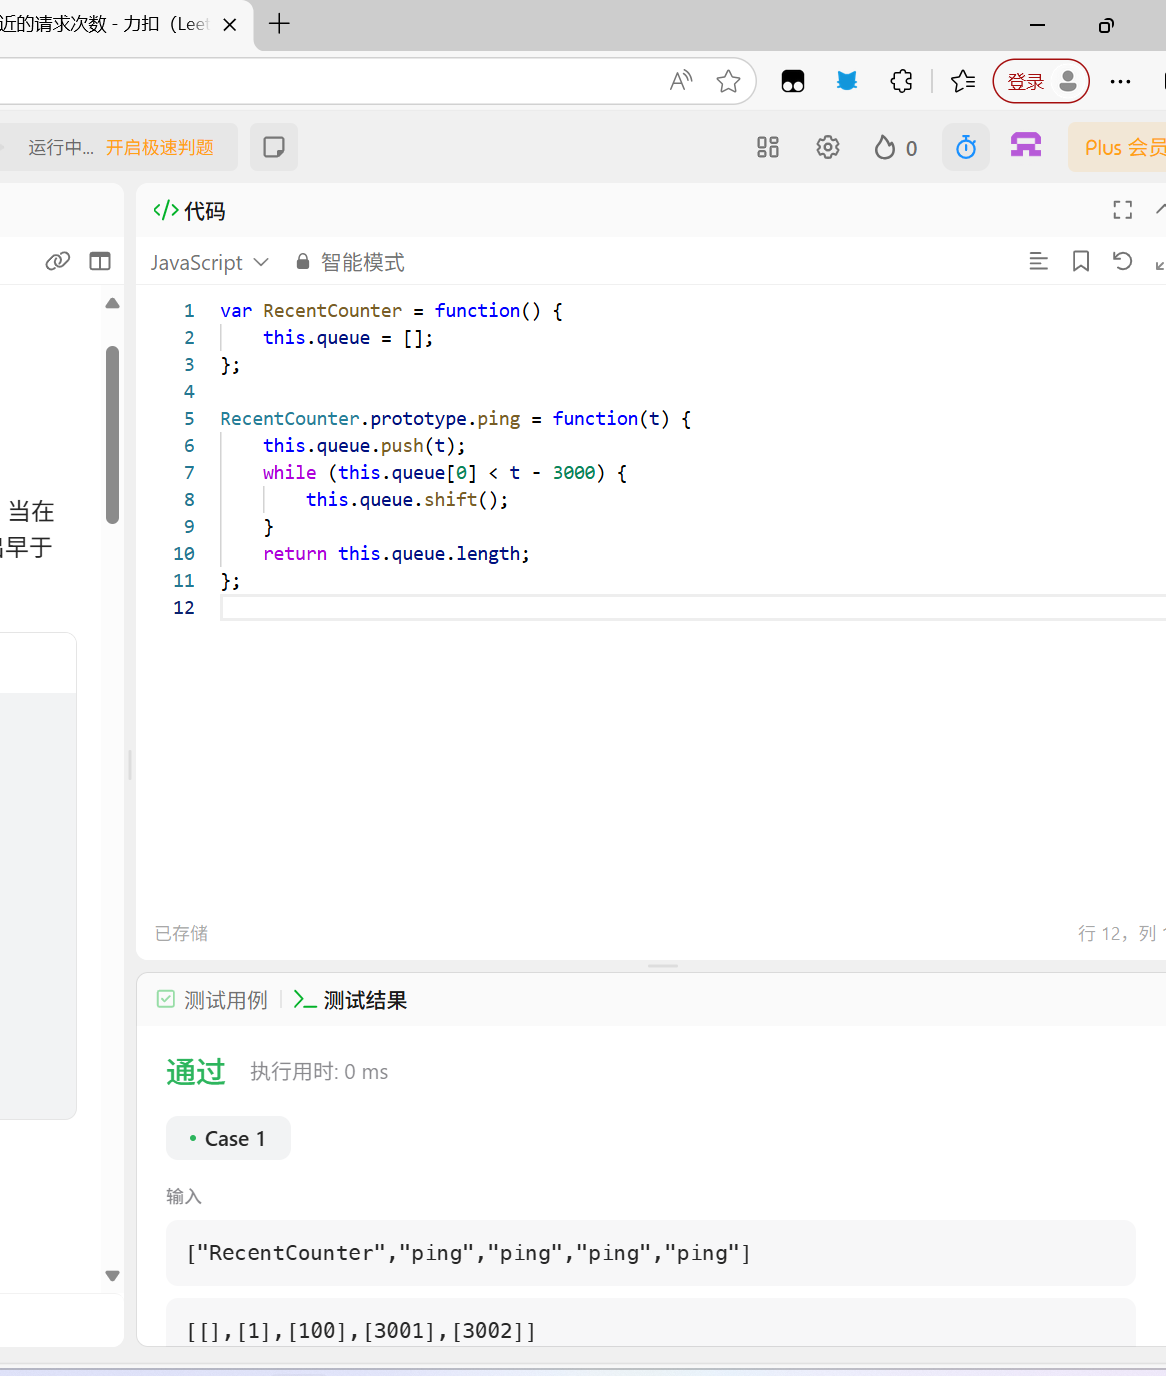 近的请求次数 - 力扣（Leet
登录
运行中... 开启极速判题
0
Plus 会员
代码
JavaScript
智能模式
当在
早于
1 var RecentCounter = function() {
2     this.queue = [];
3 };
4
5 RecentCounter.prototype.ping = function(t) {
6     this.queue.push(t);
7     while (this.queue[0] < t - 3000) {
8         this.queue.shift();
9     }
10     return this.queue.length;
11 };
12
已存储
行 12，列
测试用例
测试结果
通过 执行用时: 0 ms
Case 1
输入
["RecentCounter","ping","ping","ping","ping"]
[[],[1],[100],[3001],[3002]]